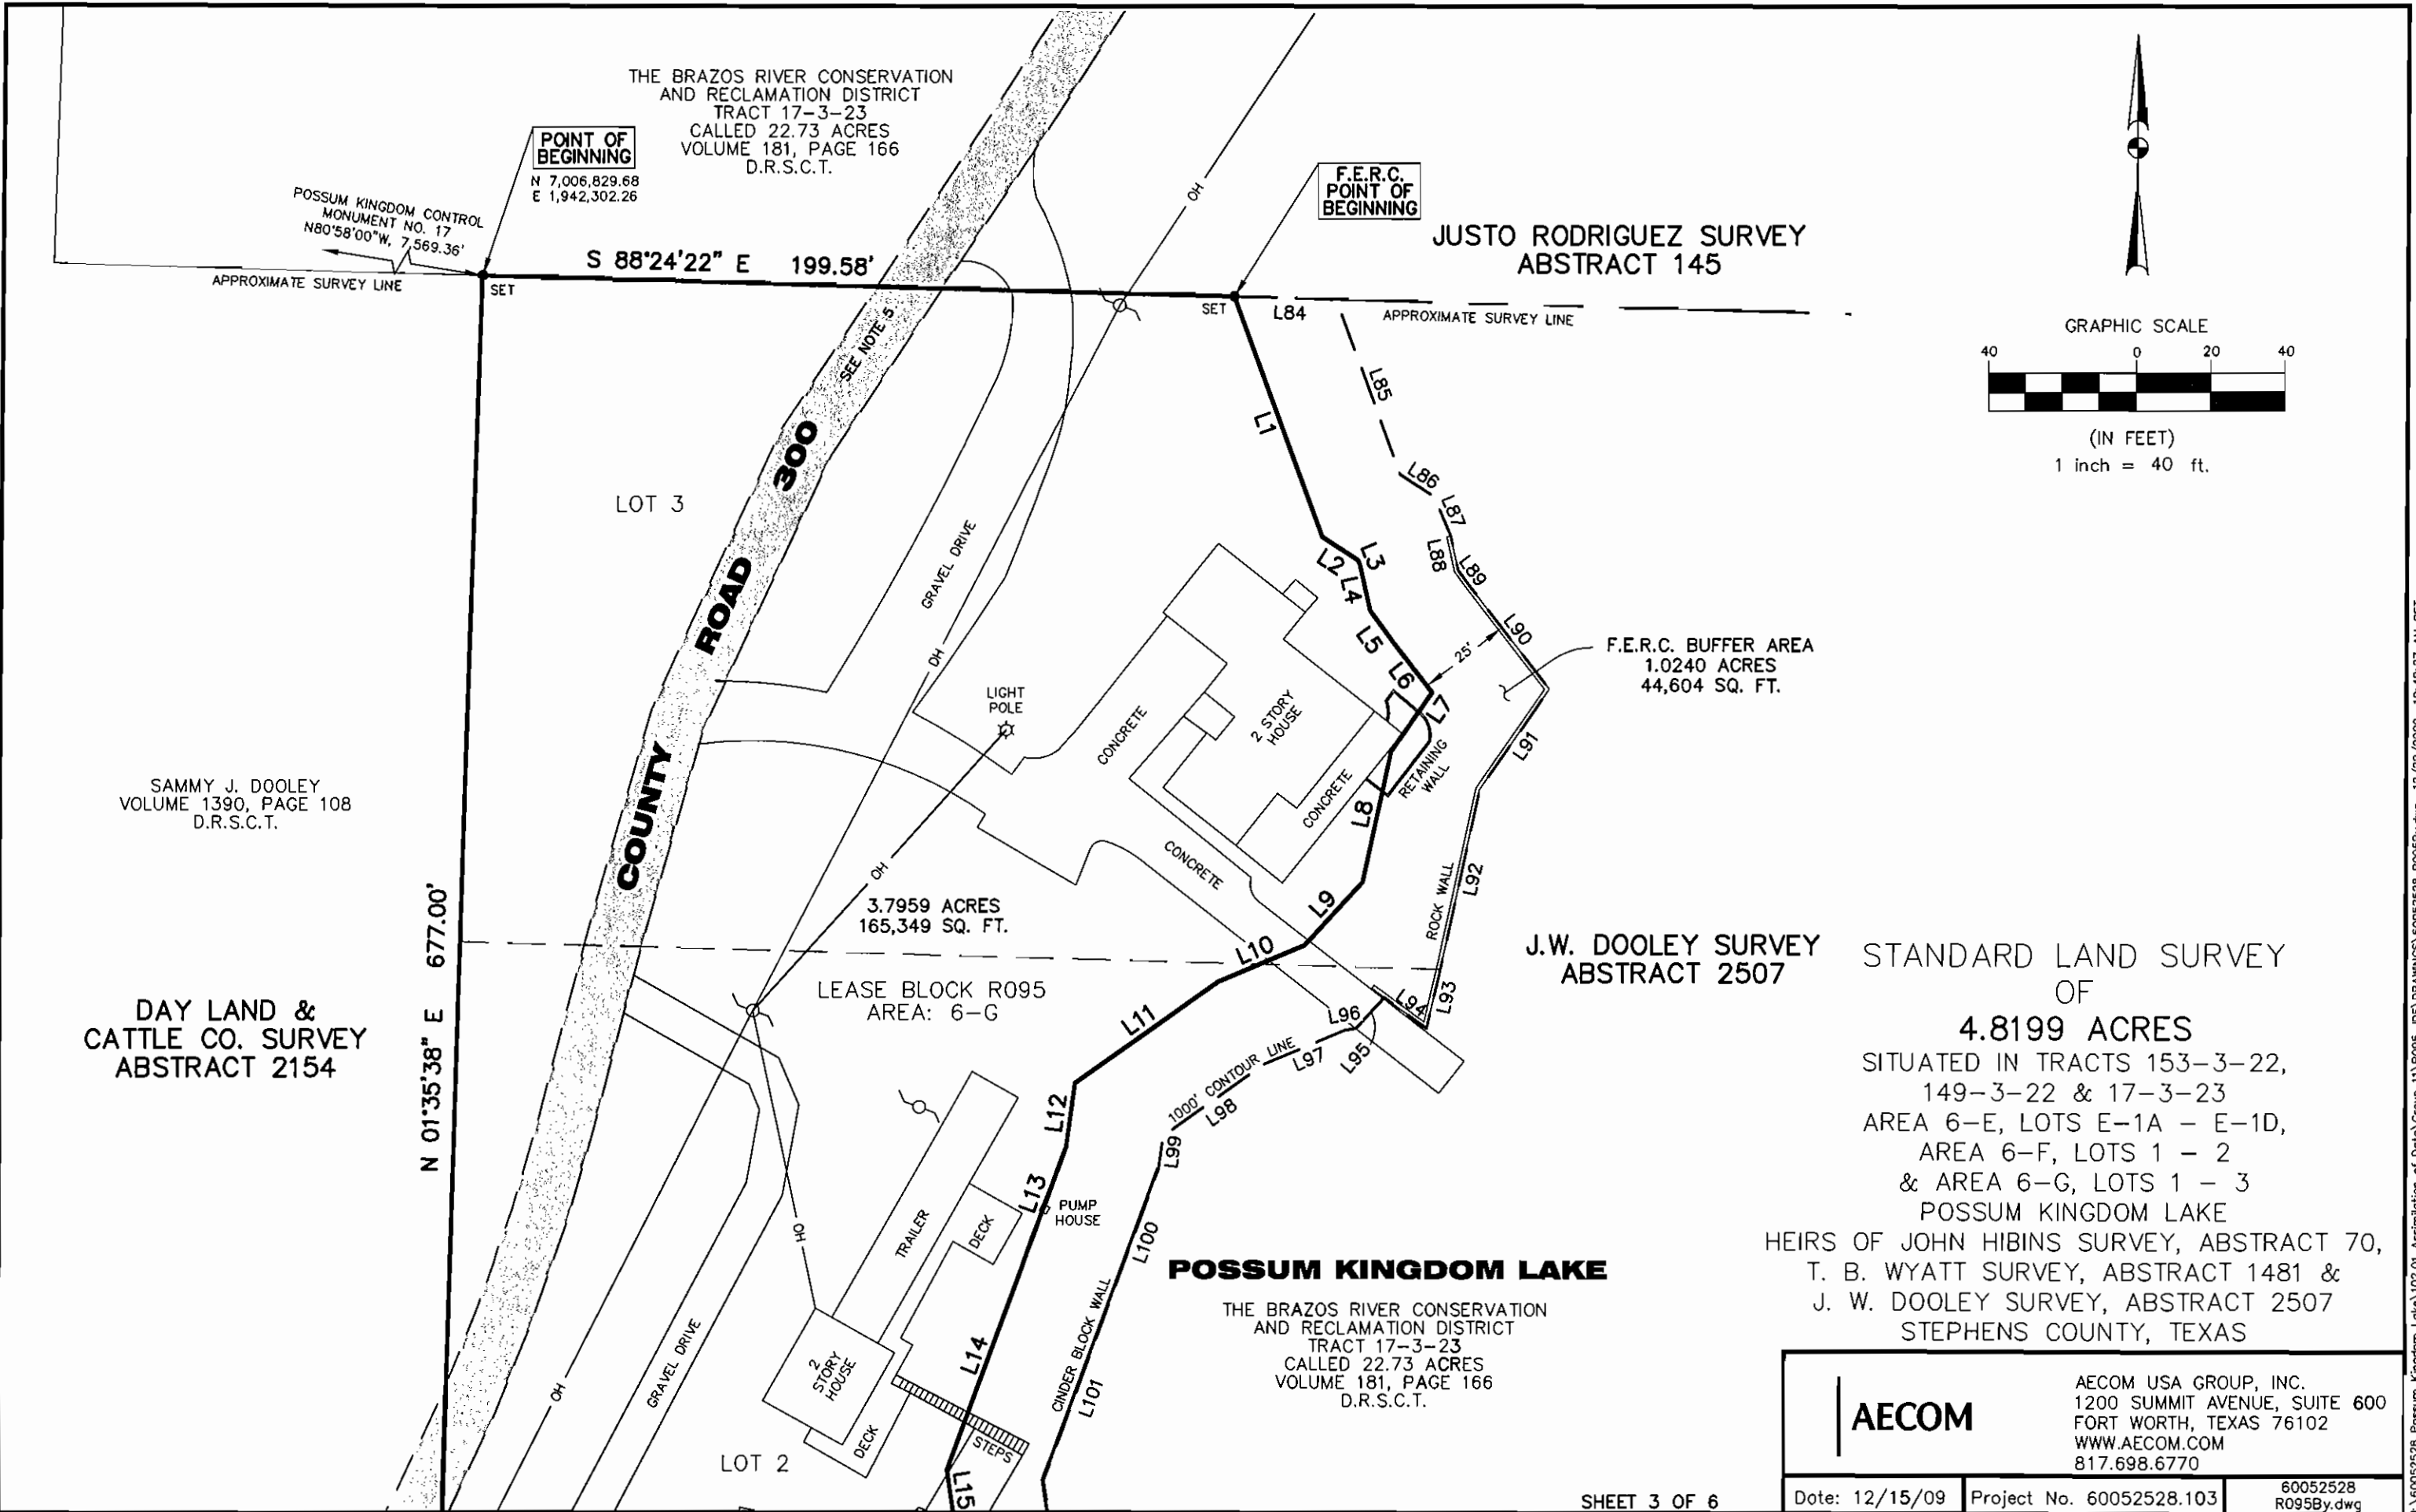 THE BRAZOS RIVER CONSERVATION
AND RECLAMATION DISTRICT
TRACT 17-3-23
CALLED 22.73 ACRES
VOLUME 181, PAGE 166
D.R.S.C.T.
POINT OF
BEGINNING
N 7,006,829.68
E 1,942,302.26
POSSUM KINGDOM CONTROL
MONUMENT NO. 17
N80°58'00"W, 7,569.36'
APPROXIMATE SURVEY LINE
SET
S 88°24'22" E 199.58'
F.E.R.C.
POINT OF
BEGINNING
JUSTO RODRIGUEZ SURVEY
ABSTRACT 145
SET
L84
APPROXIMATE SURVEY LINE
OH
GRAPHIC SCALE
40 0 20 40
(IN FEET)
1 inch = 40 ft.
SEE NOTE 5
COUNTY ROAD 300
LOT 3
GRAVEL DRIVE
OH
L1
L85
L86
L87
L88
L89
L90
L2
L3
L4
L5
L6
L7
25'
F.E.R.C. BUFFER AREA
1.0240 ACRES
44,604 SQ. FT.
LIGHT
POLE
CONCRETE
2 STORY
HOUSE
CONCRETE
RETAINING
WALL
L91
L8
CONCRETE
L9
ROCK WALL
L92
SAMMY J. DOOLEY
VOLUME 1390, PAGE 108
D.R.S.C.T.
OH
3.7959 ACRES
165,349 SQ. FT.
N 01°35'38" E 677.00'
L10
J.W. DOOLEY SURVEY
ABSTRACT 2507
DAY LAND &
CATTLE CO. SURVEY
ABSTRACT 2154
LEASE BLOCK R095
AREA: 6-G
L11
L93
L94
L95
L96
L97
1000' CONTOUR LINE
L98
L99
L12
L13
PUMP
HOUSE
L100
TRAILER
DECK
OH
POSSUM KINGDOM LAKE
THE BRAZOS RIVER CONSERVATION
AND RECLAMATION DISTRICT
TRACT 17-3-23
CALLED 22.73 ACRES
VOLUME 181, PAGE 166
D.R.S.C.T.
2
STORY
HOUSE
DECK
STEPS
L14
CINDER BLOCK WALL
L101
GRAVEL DRIVE
OH
LOT 2
L15
STANDARD LAND SURVEY
OF
4.8199 ACRES
SITUATED IN TRACTS 153-3-22,
149-3-22 & 17-3-23
AREA 6-E, LOTS E-1A - E-1D,
AREA 6-F, LOTS 1 - 2
& AREA 6-G, LOTS 1 - 3
POSSUM KINGDOM LAKE
HEIRS OF JOHN HIBINS SURVEY, ABSTRACT 70,
T. B. WYATT SURVEY, ABSTRACT 1481 &
J. W. DOOLEY SURVEY, ABSTRACT 2507
STEPHENS COUNTY, TEXAS
AECOM
AECOM USA GROUP, INC.
1200 SUMMIT AVENUE, SUITE 600
FORT WORTH, TEXAS 76102
WWW.AECOM.COM
817.698.6770
SHEET 3 OF 6
Date: 12/15/09
Project No. 60052528.103
60052528
R095By.dwg